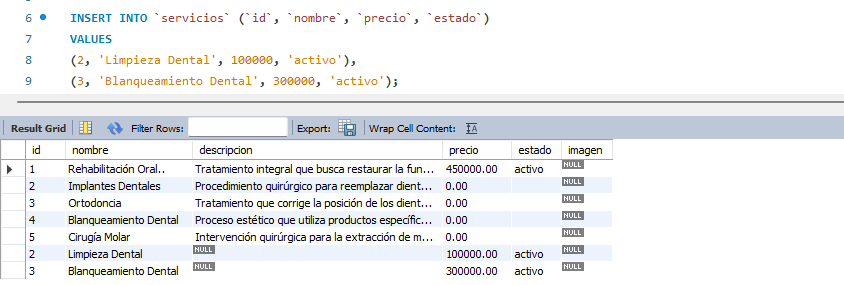 6 INSERT INTO `servicios` (`id`, `nombre`, `precio`, `estado`)
7 VALUES
8 (2, 'Limpieza Dental', 100000, 'activo'),
9 (3, 'Blanqueamiento Dental', 300000, 'activo');
Result Grid Filter Rows: Export: Wrap Cell Content:
id nombre descripcion precio estado imagen
1 Rehabilitación Oral.. Tratamiento integral que busca restaurar la fun... 450000.00 activo NULL
2 Implantes Dentales Procedimiento quirúrgico para reemplazar dient... 0.00 NULL
3 Ortodoncia Tratamiento que corrige la posición de los dient... 0.00 NULL
4 Blanqueamiento Dental Proceso estético que utiliza productos específic... 0.00 NULL
5 Cirugía Molar Intervención quirúrgica para la extracción de m... 0.00 NULL
2 Limpieza Dental NULL 100000.00 activo NULL
3 Blanqueamiento Dental NULL 300000.00 activo NULL